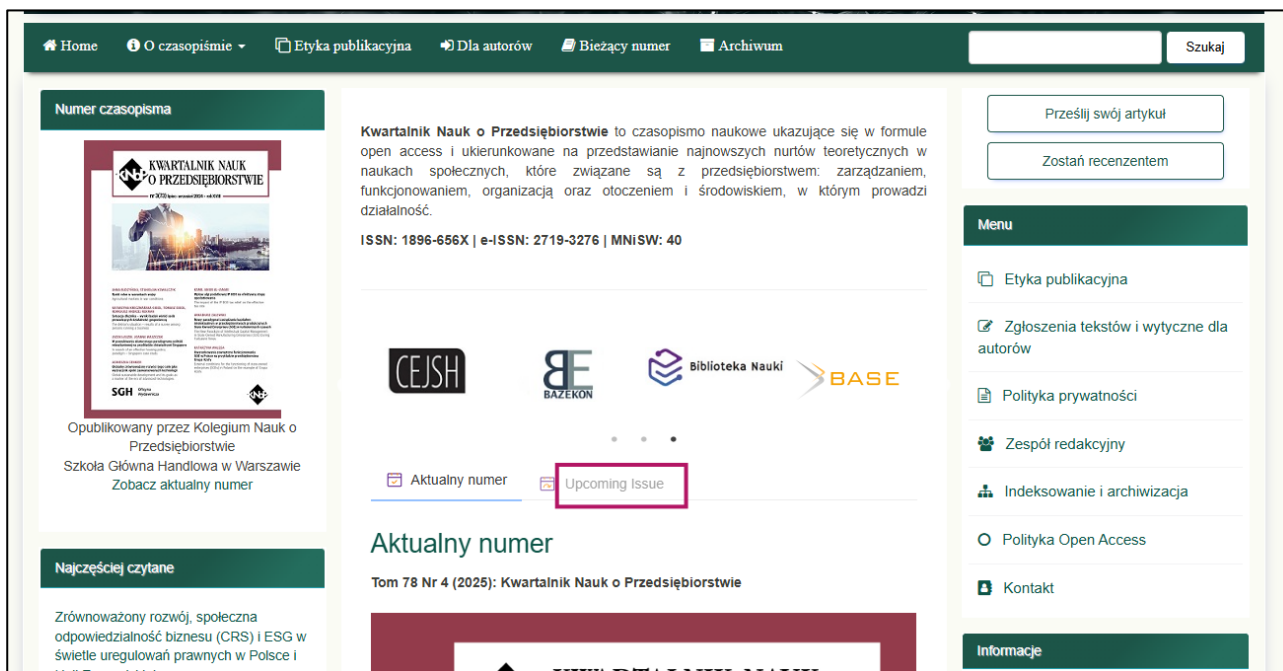 Home
O czasopiśmie
Etyka publikacyjna
Dla autorów
Bieżący numer
Archiwum
Szukaj
Numer czasopisma
KWARTALNIK NAUK
O PRZEDSIĘBIORSTWIE
SGH Oficyna
Wydawnicza
Opublikowany przez Kolegium Nauk o
Przedsiębiorstwie
Szkoła Główna Handlowa w Warszawie
Zobacz aktualny numer
Najczęściej czytane
Zrównoważony rozwój, społeczna
odpowiedzialność biznesu (CRS) i ESG w
świetle uregulowań prawnych w Polsce i
Kwartalnik Nauk o Przedsiębiorstwie to czasopismo naukowe ukazujące się w formule
open access i ukierunkowane na przedstawianie najnowszych nurtów teoretycznych w
naukach społecznych, które związane są z przedsiębiorstwem: zarządzaniem,
funkcjonowaniem, organizacją oraz otoczeniem i środowiskiem, w którym prowadzi
działalność.
ISSN: 1896-656X | e-ISSN: 2719-3276 | MNiSW: 40
CEJSH
BE
BAZEKON
Biblioteka Nauki
BASE
Aktualny numer
Upcoming Issue
Aktualny numer
Tom 78 Nr 4 (2025): Kwartalnik Nauk o Przedsiębiorstwie
KWARTALNIK NAUK
Prześlij swój artykuł
Zostań recenzentem
Menu
Etyka publikacyjna
Zgłoszenia tekstów i wytyczne dla
autorów
Polityka prywatności
Zespół redakcyjny
Indeksowanie i archiwizacja
Polityka Open Access
Kontakt
Informacje